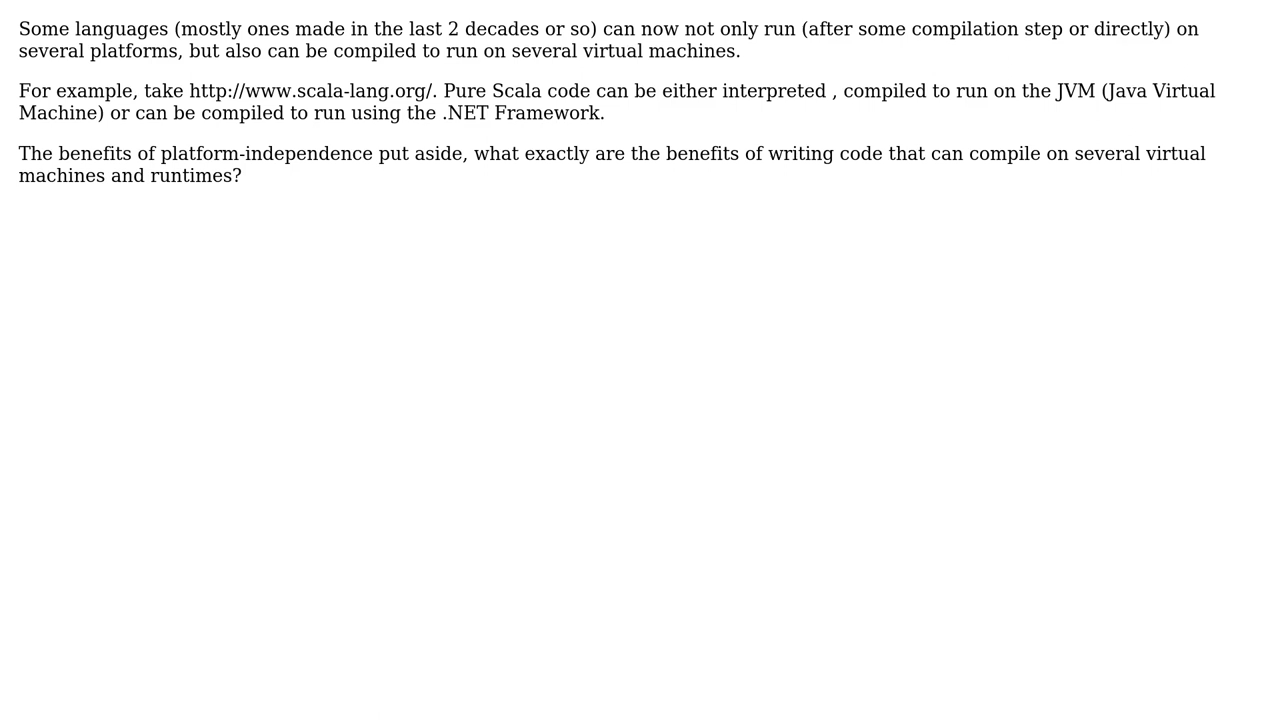 Some languages (mostly ones made in the last 2 decades or so) can now not only run (after some compilation step or directly) on
several platforms, but also can be compiled to run on several virtual machines.
For example, take http://www.scala-lang.org/. Pure Scala code can be either interpreted , compiled to run on the JVM (Java Virtual
Machine) or can be compiled to run using the .NET Framework.
The benefits of platform-independence put aside, what exactly are the benefits of writing code that can compile on several virtual
machines and runtimes?